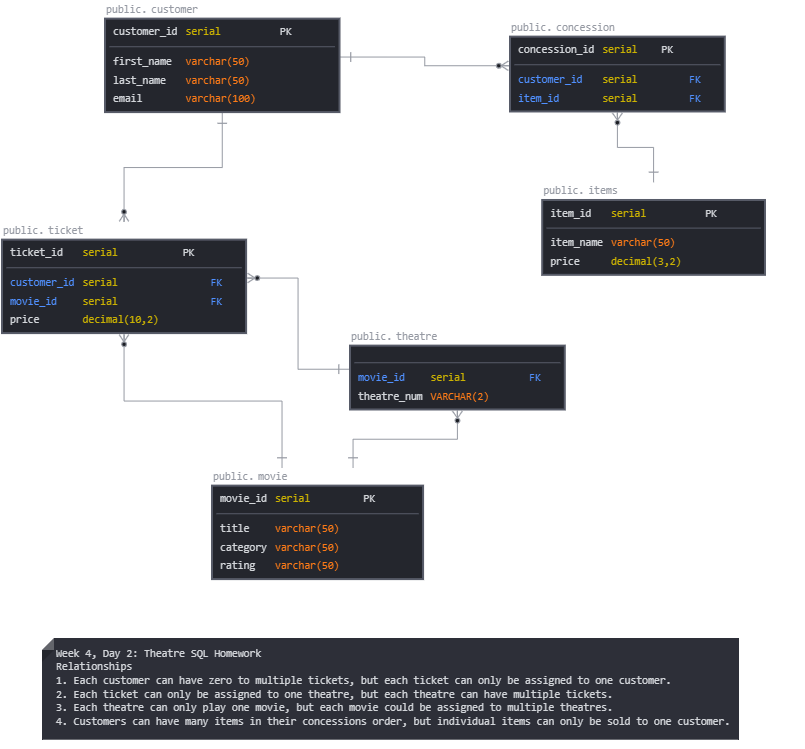 public. customer
customer_id serial PK
first_name varchar(50)
last_name varchar(50)
email varchar(100)
public. concession
concession_id serial PK
customer_id serial FK
item_id serial FK
public. items
item_id serial PK
item_name varchar(50)
price decimal(3,2)
public. ticket
ticket_id serial PK
customer_id serial FK
movie_id serial FK
price decimal(10,2)
public. theatre
movie_id serial FK
theatre_num VARCHAR(2)
public. movie
movie_id serial PK
title varchar(50)
category varchar(50)
rating varchar(50)
Week 4, Day 2: Theatre SQL Homework
Relationships
1. Each customer can have zero to multiple tickets, but each ticket can only be assigned to one customer.
2. Each ticket can only be assigned to one theatre, but each theatre can have multiple tickets.
3. Each theatre can only play one movie, but each movie could be assigned to multiple theatres.
4. Customers can have many items in their concessions order, but individual items can only be sold to one customer.